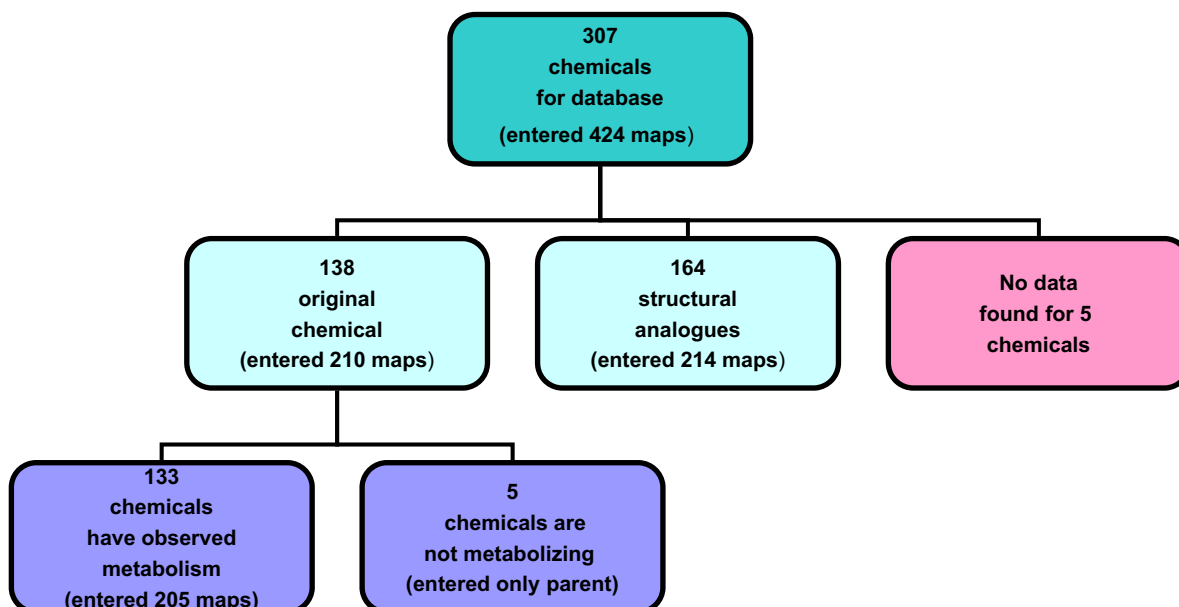 307
chemicals
for database
(entered 424 maps)
138
original
chemical
(entered 210 maps)
164
structural
analogues
(entered 214 maps)
No data
found for 5
chemicals
133
chemicals
have observed
metabolism
(entered 205 maps)
5
chemicals are
not metabolizing
(entered only parent)